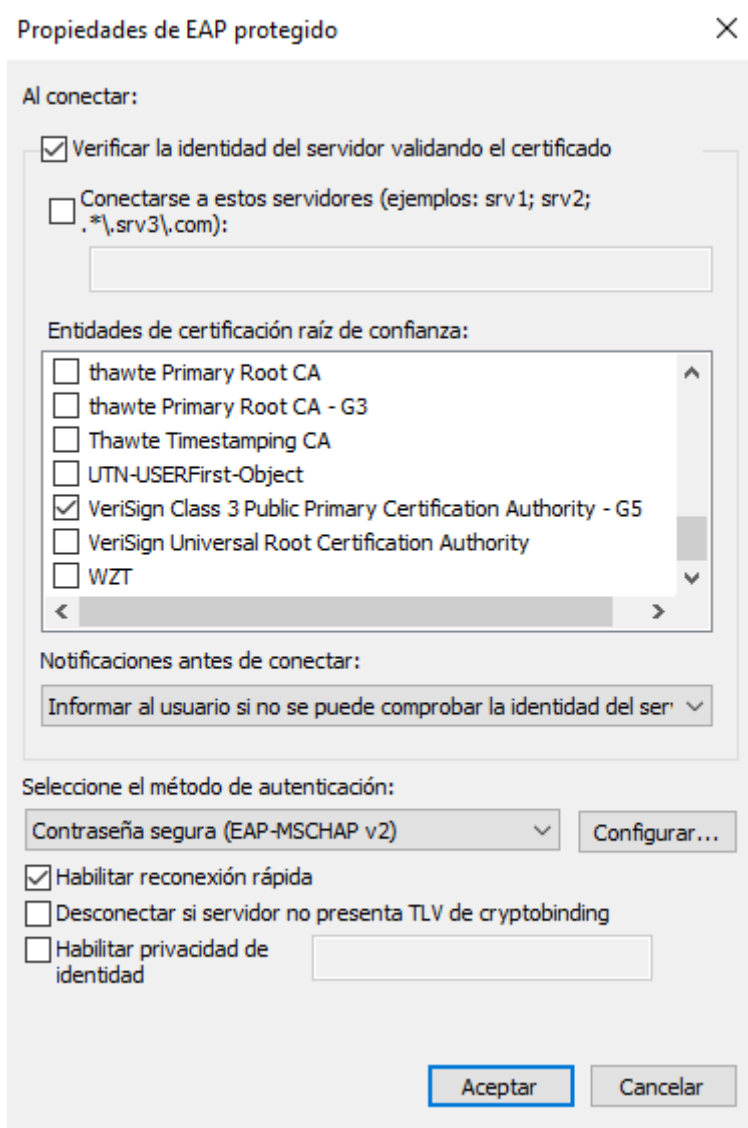 Propiedades de EAP protegido
Al conectar:
Verificar la identidad del servidor validando el certificado
Conectarse a estos servidores (ejemplos: srv1; srv2;
.*\.srv3\.com):
Entidades de certificación raíz de confianza:
thawte Primary Root CA
thawte Primary Root CA - G3
Thawte Timestamping CA
UTN-USERFirst-Object
VeriSign Class 3 Public Primary Certification Authority - G5
VeriSign Universal Root Certification Authority
WZT
Notificaciones antes de conectar:
Informar al usuario si no se puede comprobar la identidad del ser
Seleccione el método de autenticación:
Contraseña segura (EAP-MSCHAP v2)
Configurar...
Habilitar reconexión rápida
Desconectar si servidor no presenta TLV de cryptobinding
Habilitar privacidad de
identidad
Aceptar
Cancelar